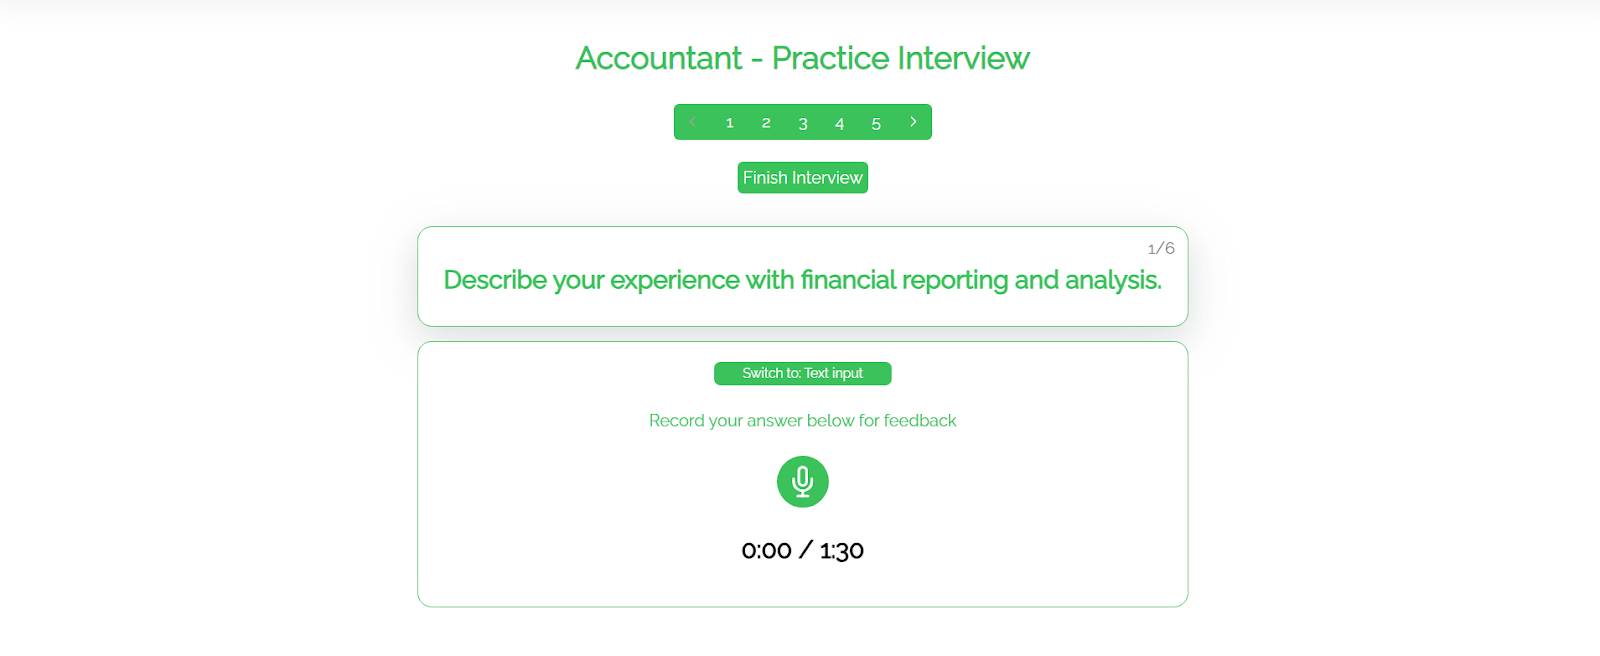 Accountant - Practice Interview
< 1 2 3 4 5 >
Finish Interview
1/6
Describe your experience with financial reporting and analysis.
Switch to: Text input
Record your answer below for feedback
0:00 / 1:30